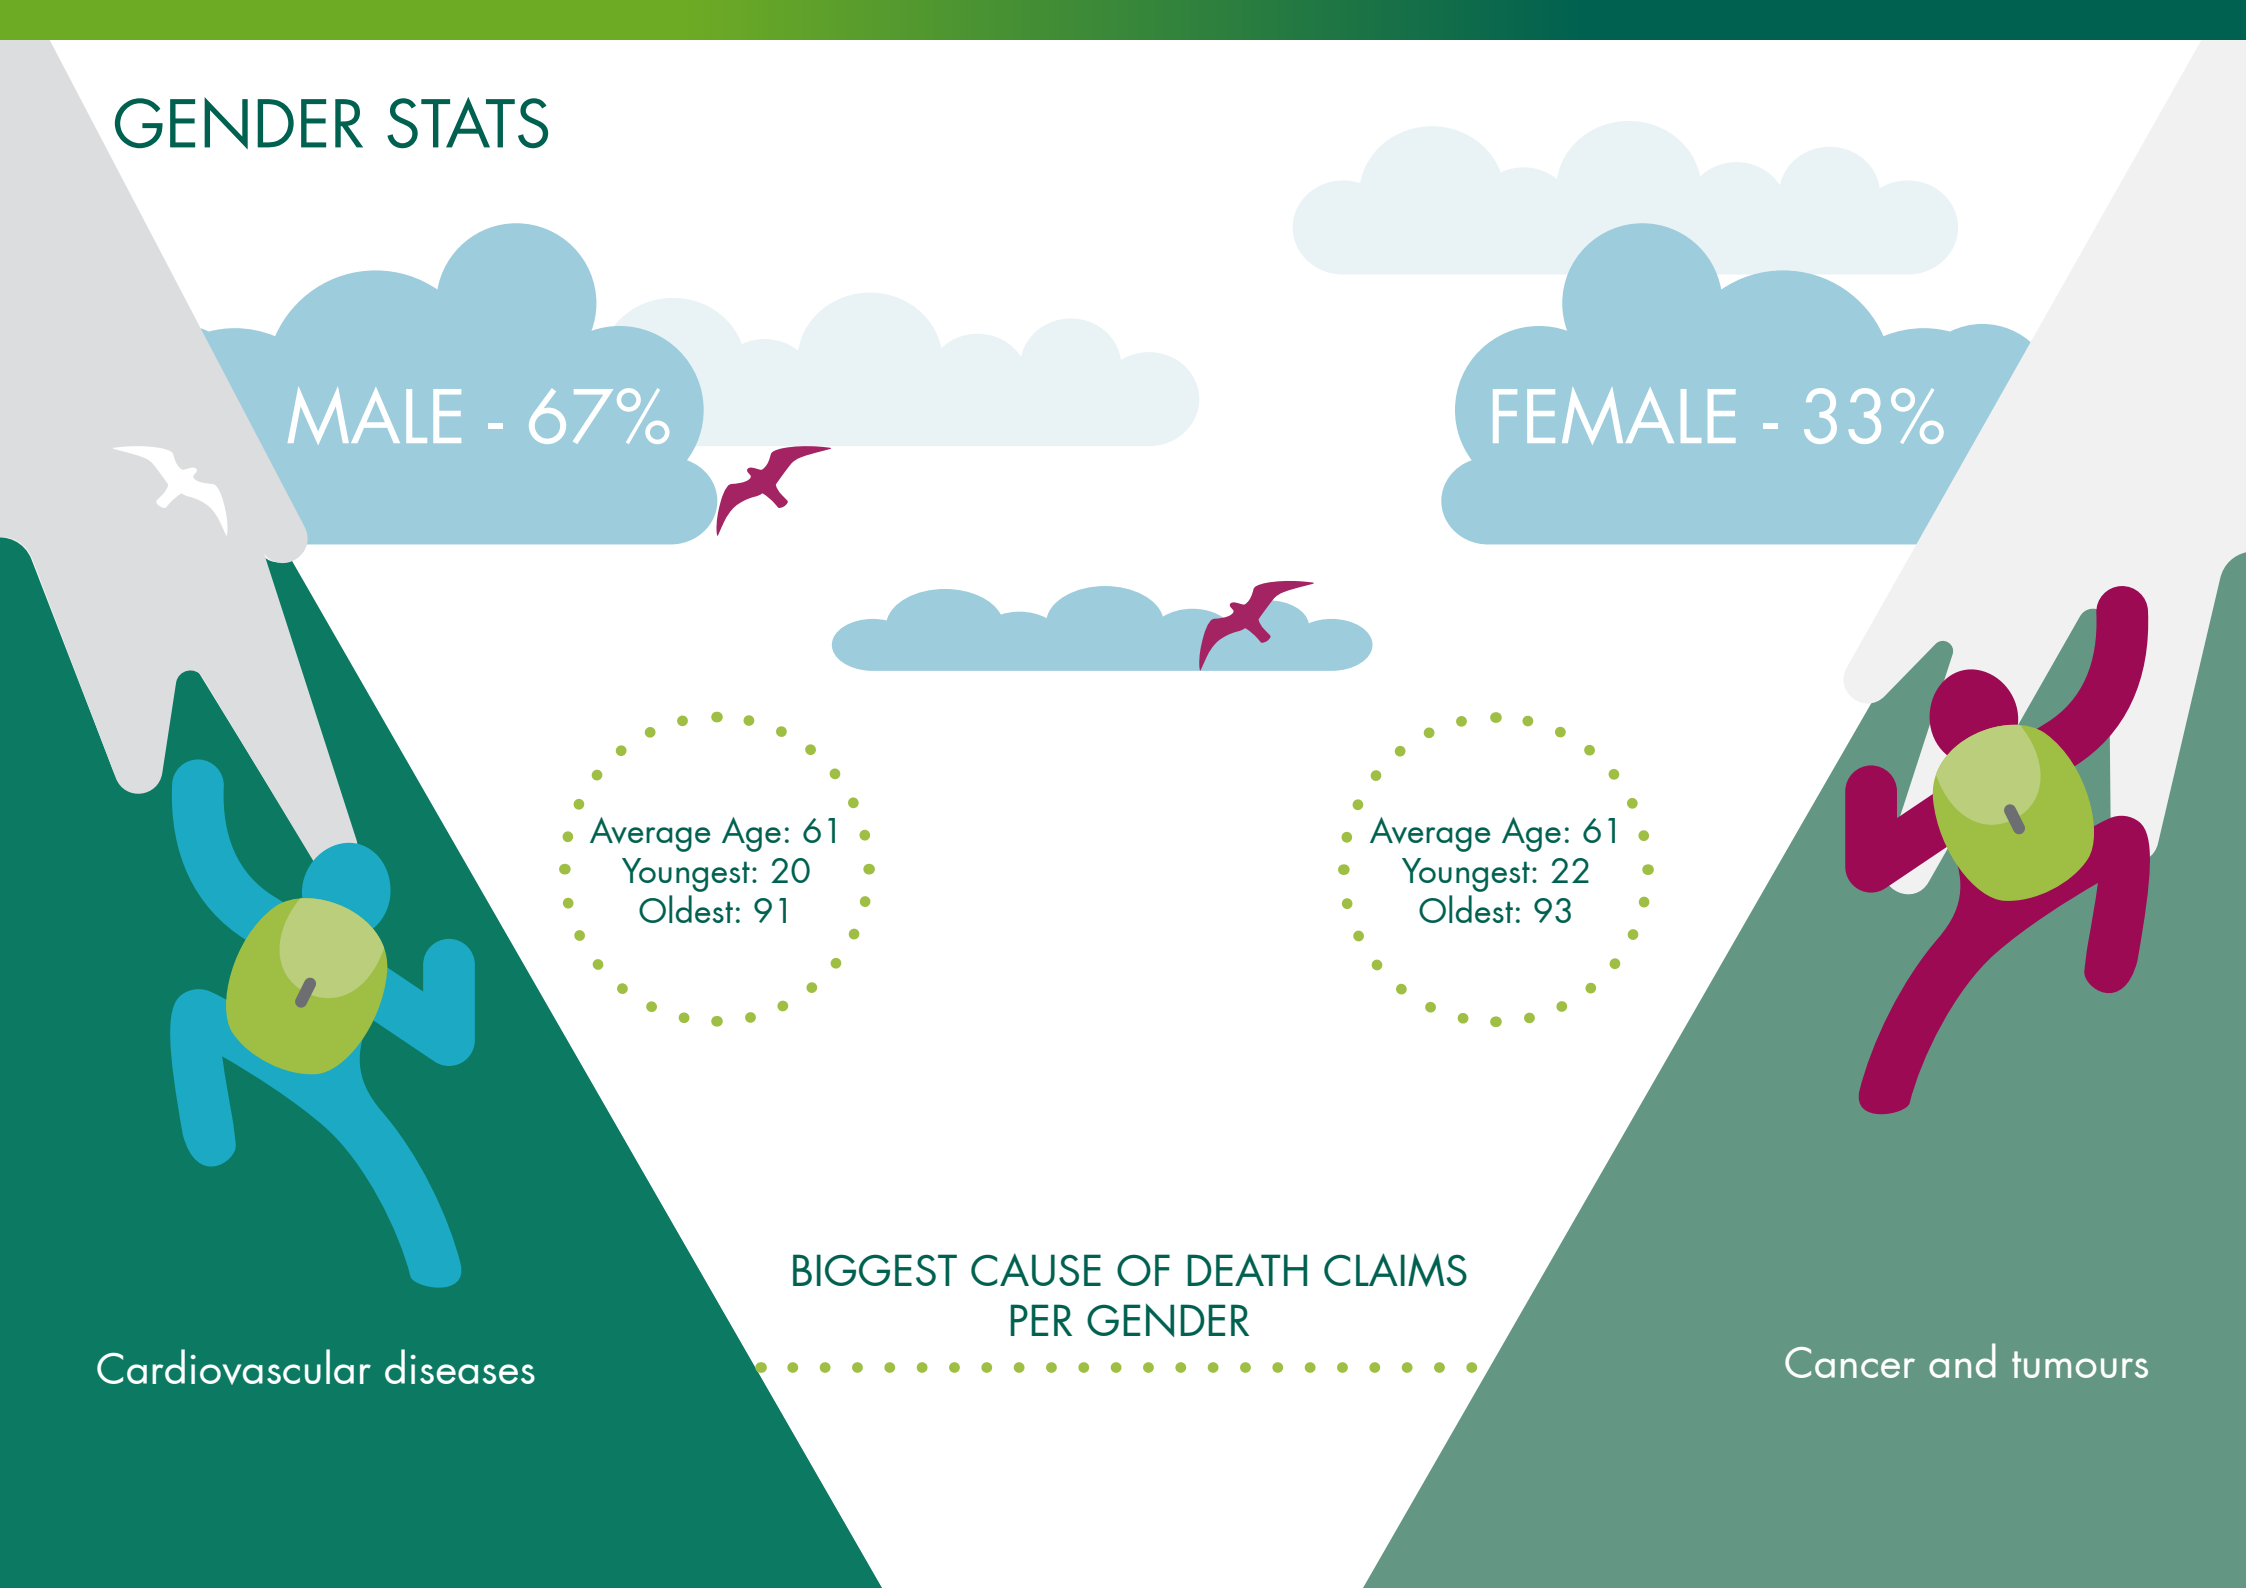 GENDER STATS
MALE - 67%
FEMALE - 33%
Average Age: 61
Youngest: 20
Oldest: 91
Average Age: 61
Youngest: 22
Oldest: 93
BIGGEST CAUSE OF DEATH CLAIMS
PER GENDER
Cardiovascular diseases
Cancer and tumours